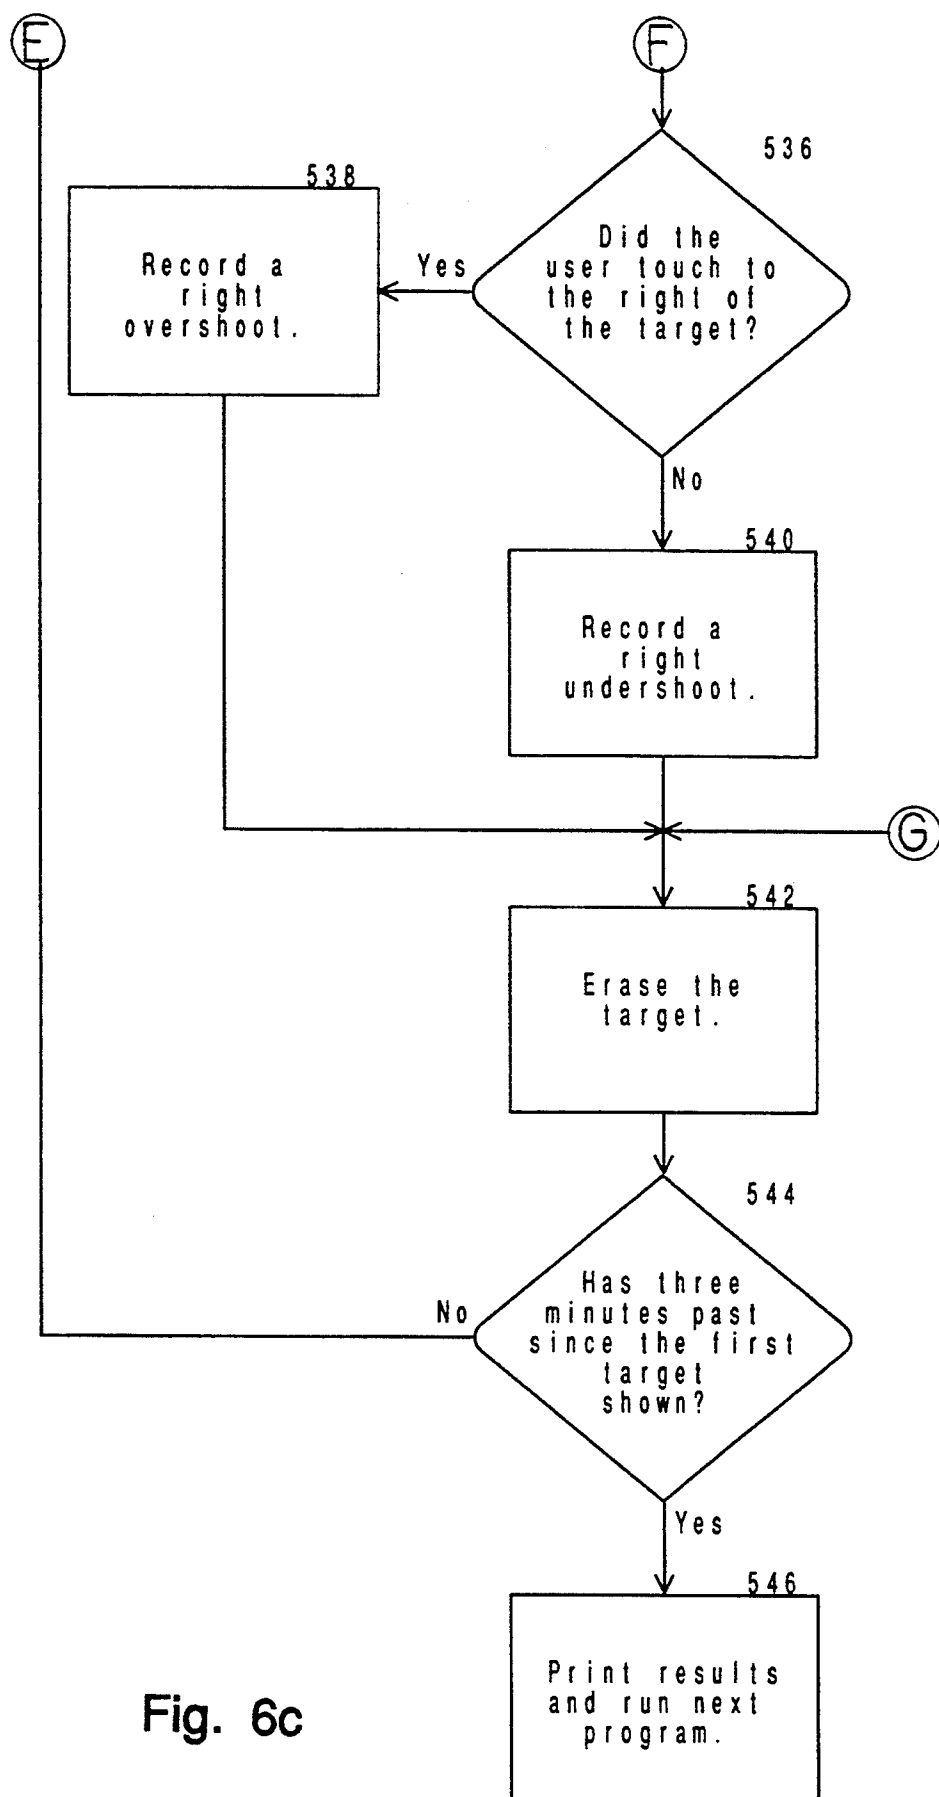 E
F
536
Did the
user touch to
the right of
the target?
Yes
538
Record a
right
overshoot.
No
540
Record a
right
undershoot.
G
542
Erase the
target.
544
Has three
minutes past
since the first
target
shown?
No
Yes
546
Print results
and run next
program.
Fig. 6c